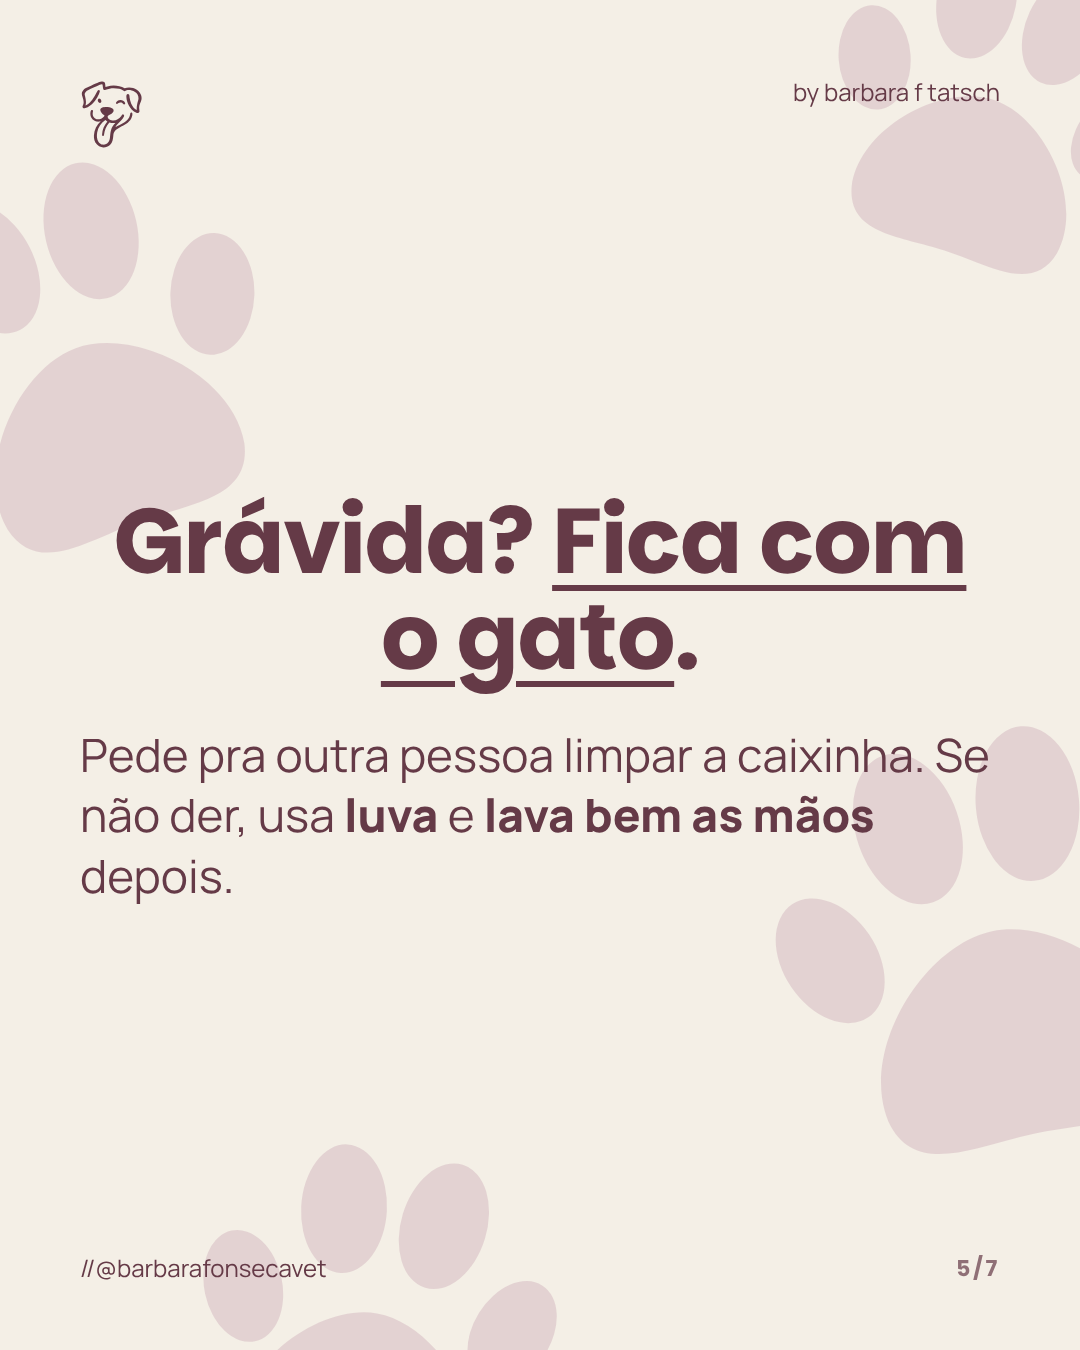 by barbara f tatsch
Grávida? Fica com
o gato.
Pede pra outra pessoa limpar a caixinha. Se
não der, usa luva e lava bem as mãos
depois.
//@barbarafonsecavet
5/7